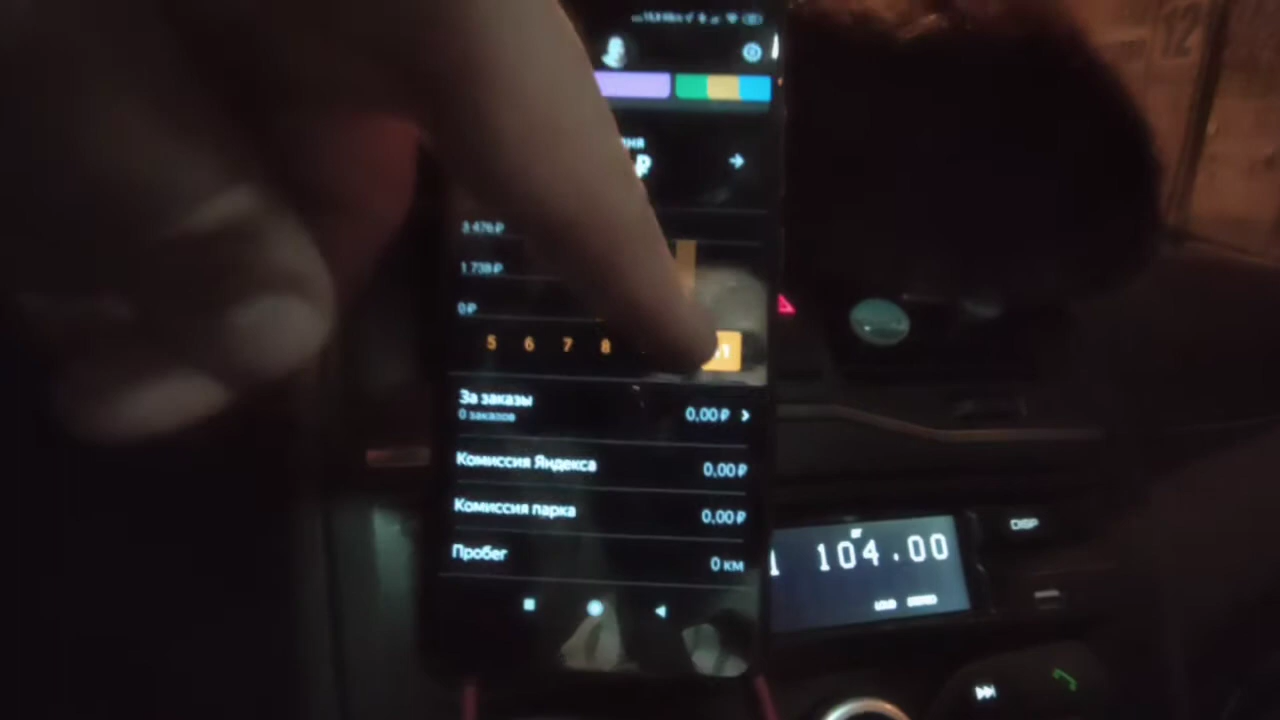 ₽
3 476 ₽
1 738 ₽
0 ₽
5 6 7 8
За заказы
0 заказов
0,00 ₽
Комиссия Яндекса
0,00 ₽
Комиссия парка
0,00 ₽
Пробег
0 км
104.00
DISP
12